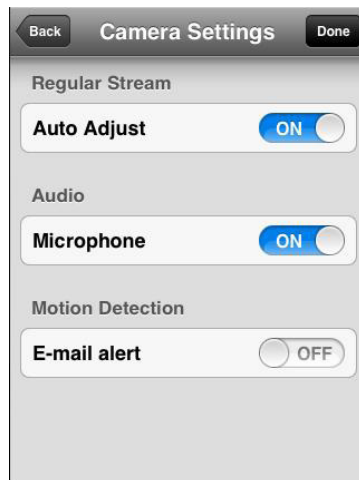 Back Camera Settings Done
Regular Stream
Auto Adjust ON
Audio
Microphone ON
Motion Detection
E-mail alert OFF